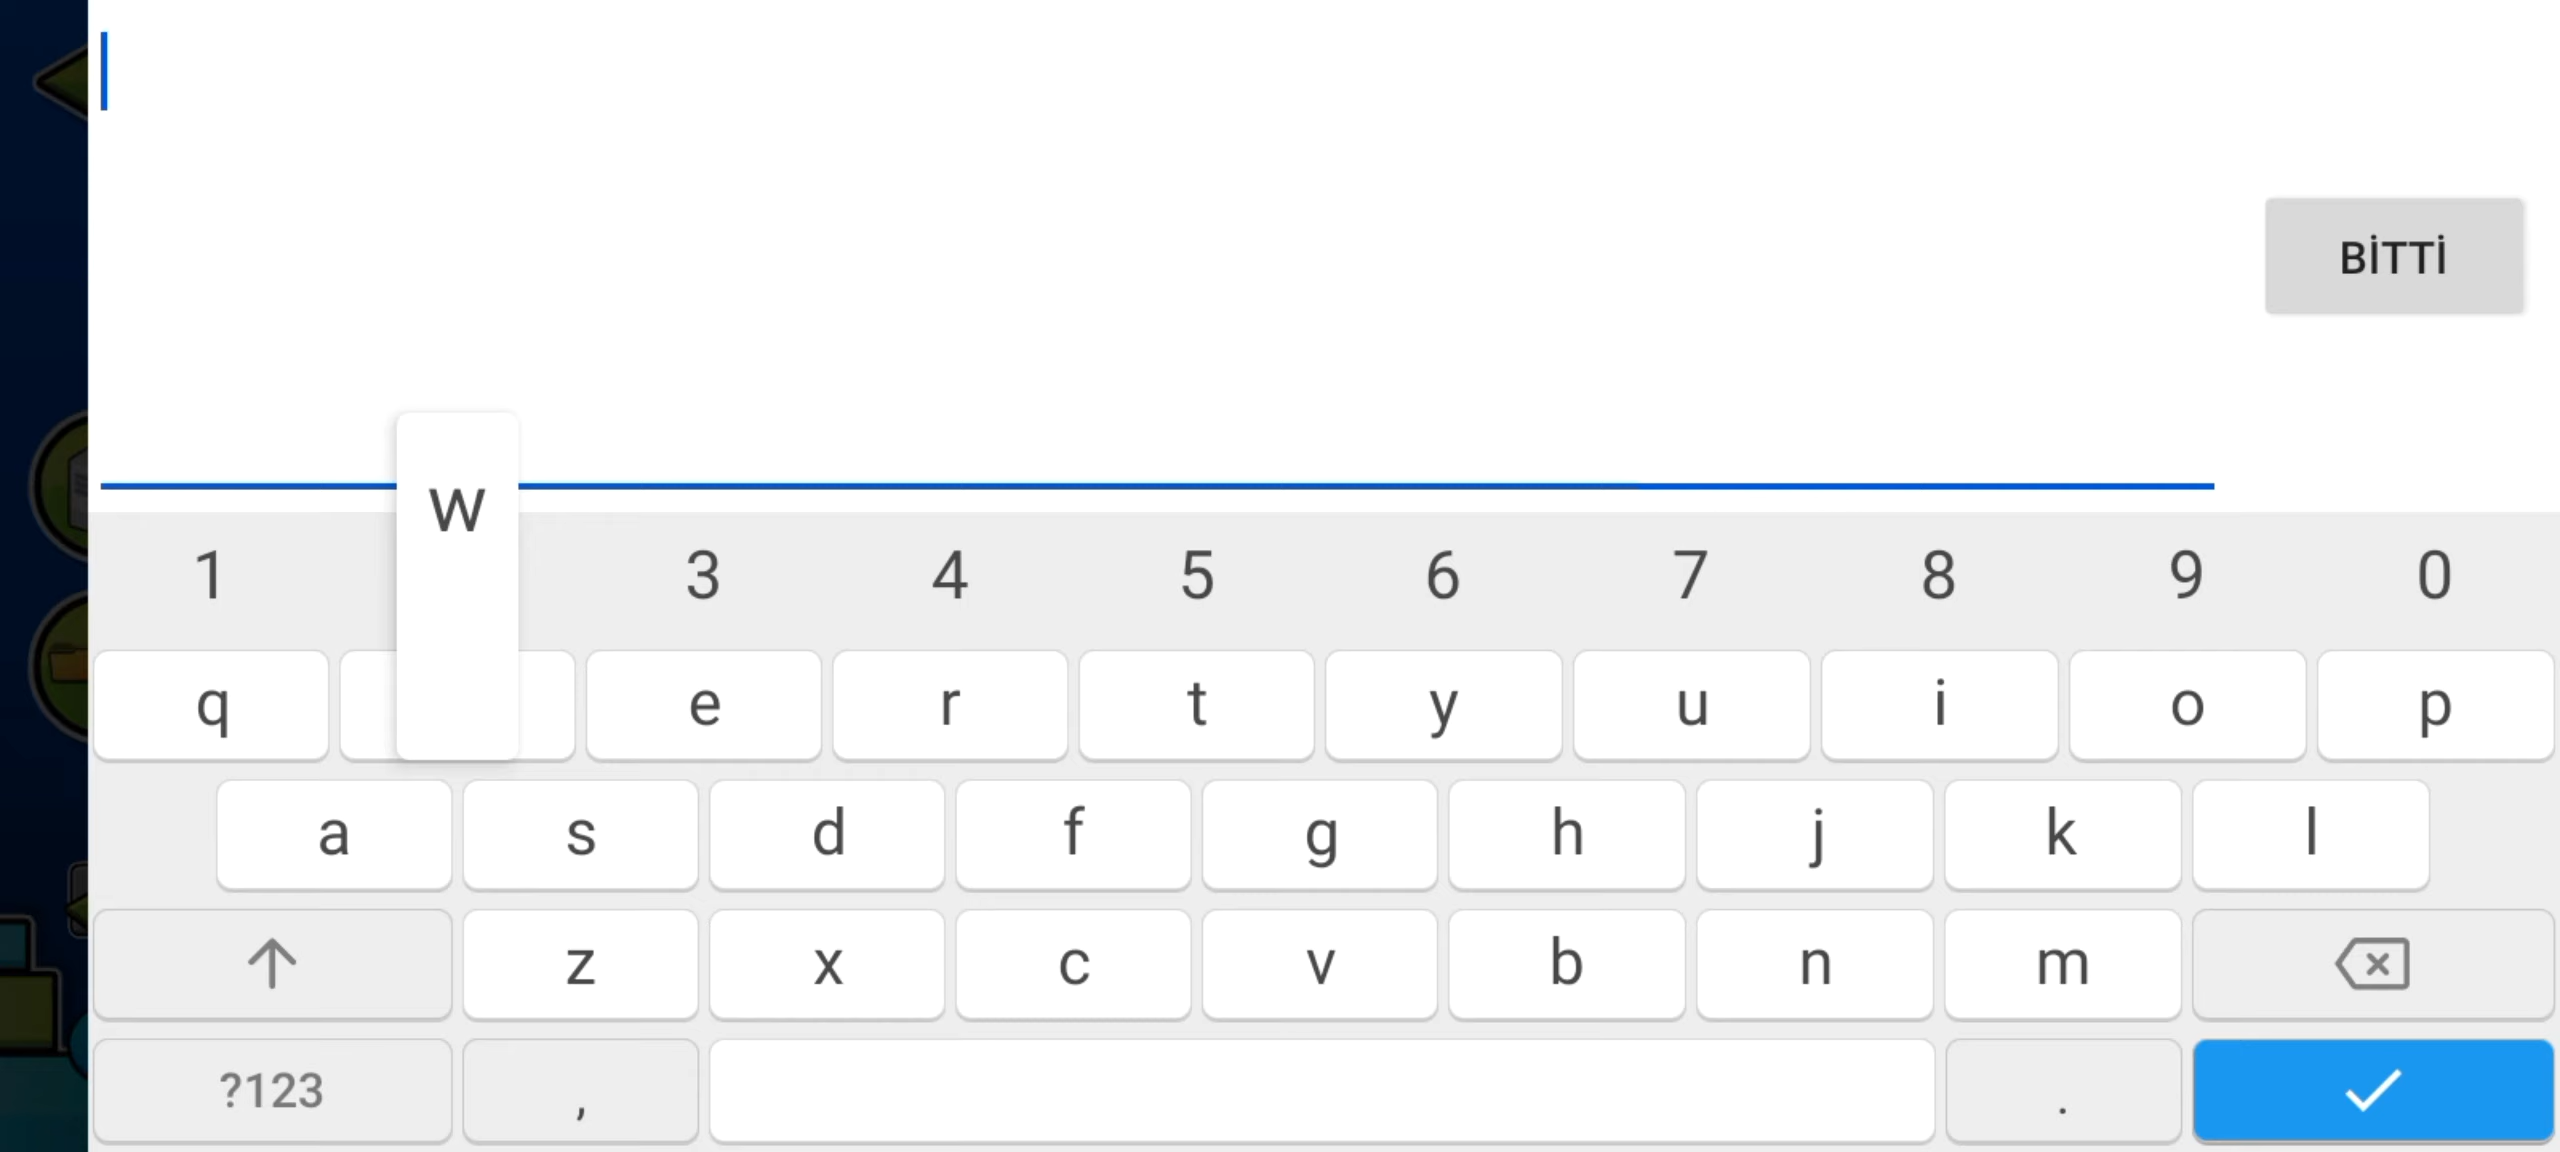 BİTTİ
w
1 3 4 5 6 7 8 9 0
q e r t y u i o p
a s d f g h j k l
z x c v b n m
?123 , .